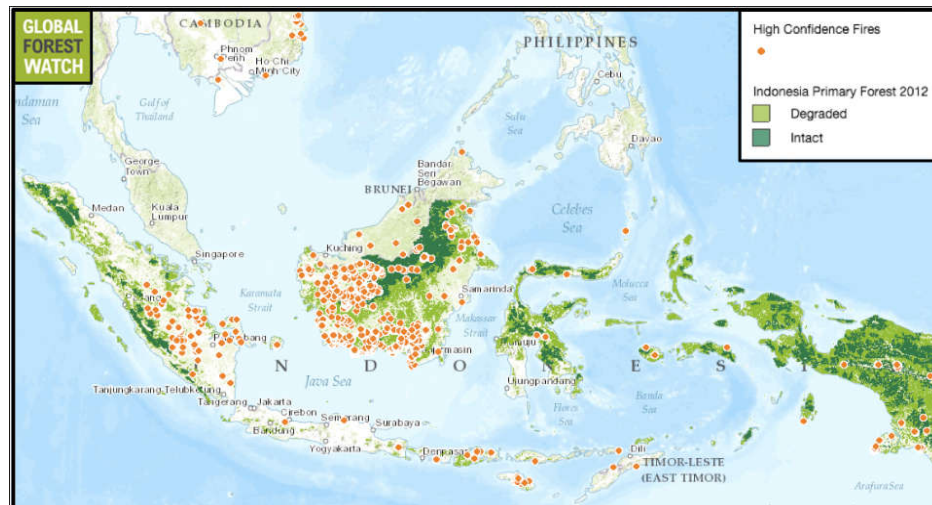 GLOBAL
FOREST
WATCH
High Confidence Fires
Indonesia Primary Forest 2012
Degraded
Intact
CAMBODIA
Phnom
Penh
Ho Chi
Minh City
PHILIPPINES
Cebu
Gulf of
Thailand
Sea
Sulu
Sea
Davao
George
Town
Bandar
Seri
Begawan
BRUNEI
Medan
Kuala
Lumpur
Celebes
Sea
Singapore
Kuching
Karamata
Strait
Samarinda
Molucca
Sea
Makassar
Strait
N D O N E S I A
Java Sea
Ujungpandang
Banda
Sea
Tanjungkarang-Telukbetung
Tangerang
Jakarta
Cirebon
Semarang
Surabaya
Bandung
Yogyakarta
Denpasar
Flores
Sea
Dili
TIMOR-LESTE
(EAST TIMOR)
Arafura Sea